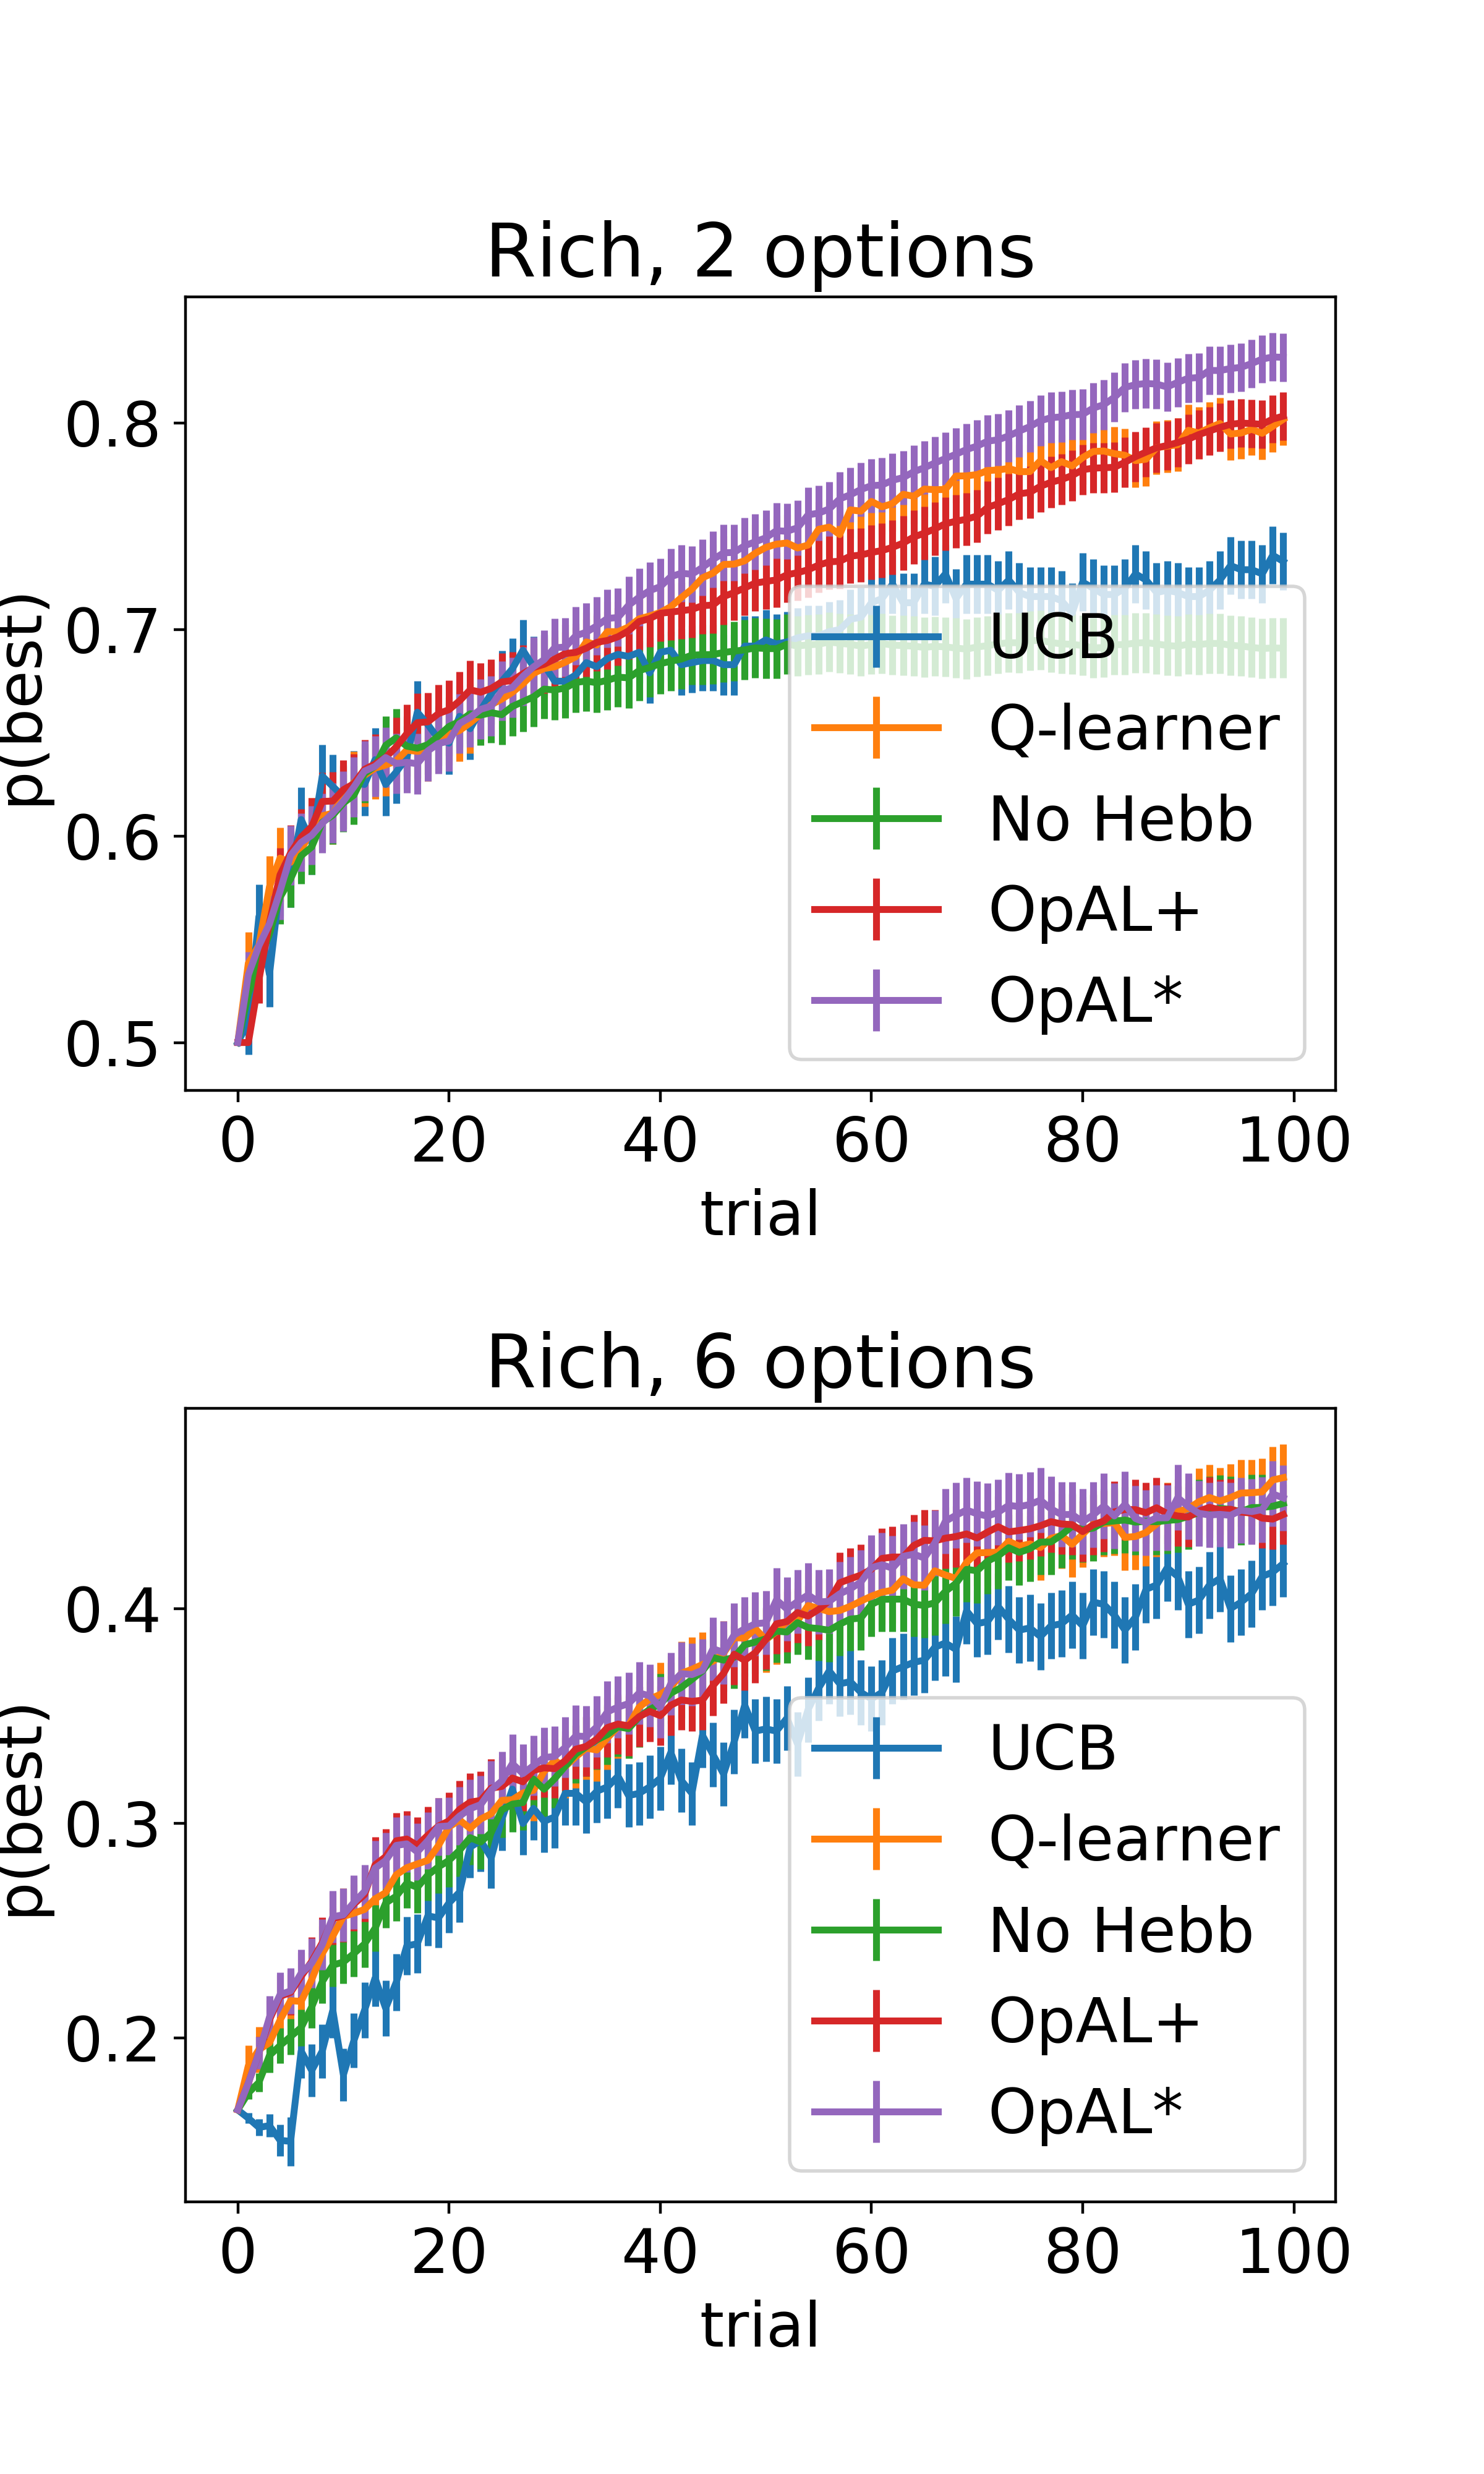 Rich, 2 options
p(best)
0.8
0.7
0.6
0.5
UCB
Q-learner
No Hebb
OpAL+
OpAL*
0 20 40 60 80 100
trial
Rich, 6 options
p(best)
0.4
0.3
0.2
UCB
Q-learner
No Hebb
OpAL+
OpAL*
0 20 40 60 80 100
trial